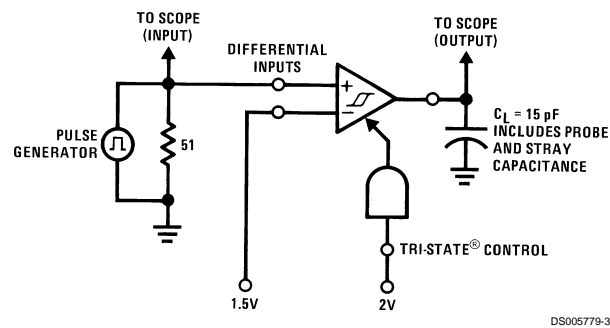 TO SCOPE
(INPUT)
TO SCOPE
(OUTPUT)
DIFFERENTIAL
INPUTS
+
−
PULSE
GENERATOR
51
CL = 15 pF
INCLUDES PROBE
AND STRAY
CAPACITANCE
TRI-STATE® CONTROL
1.5V
2V
DS005779-3